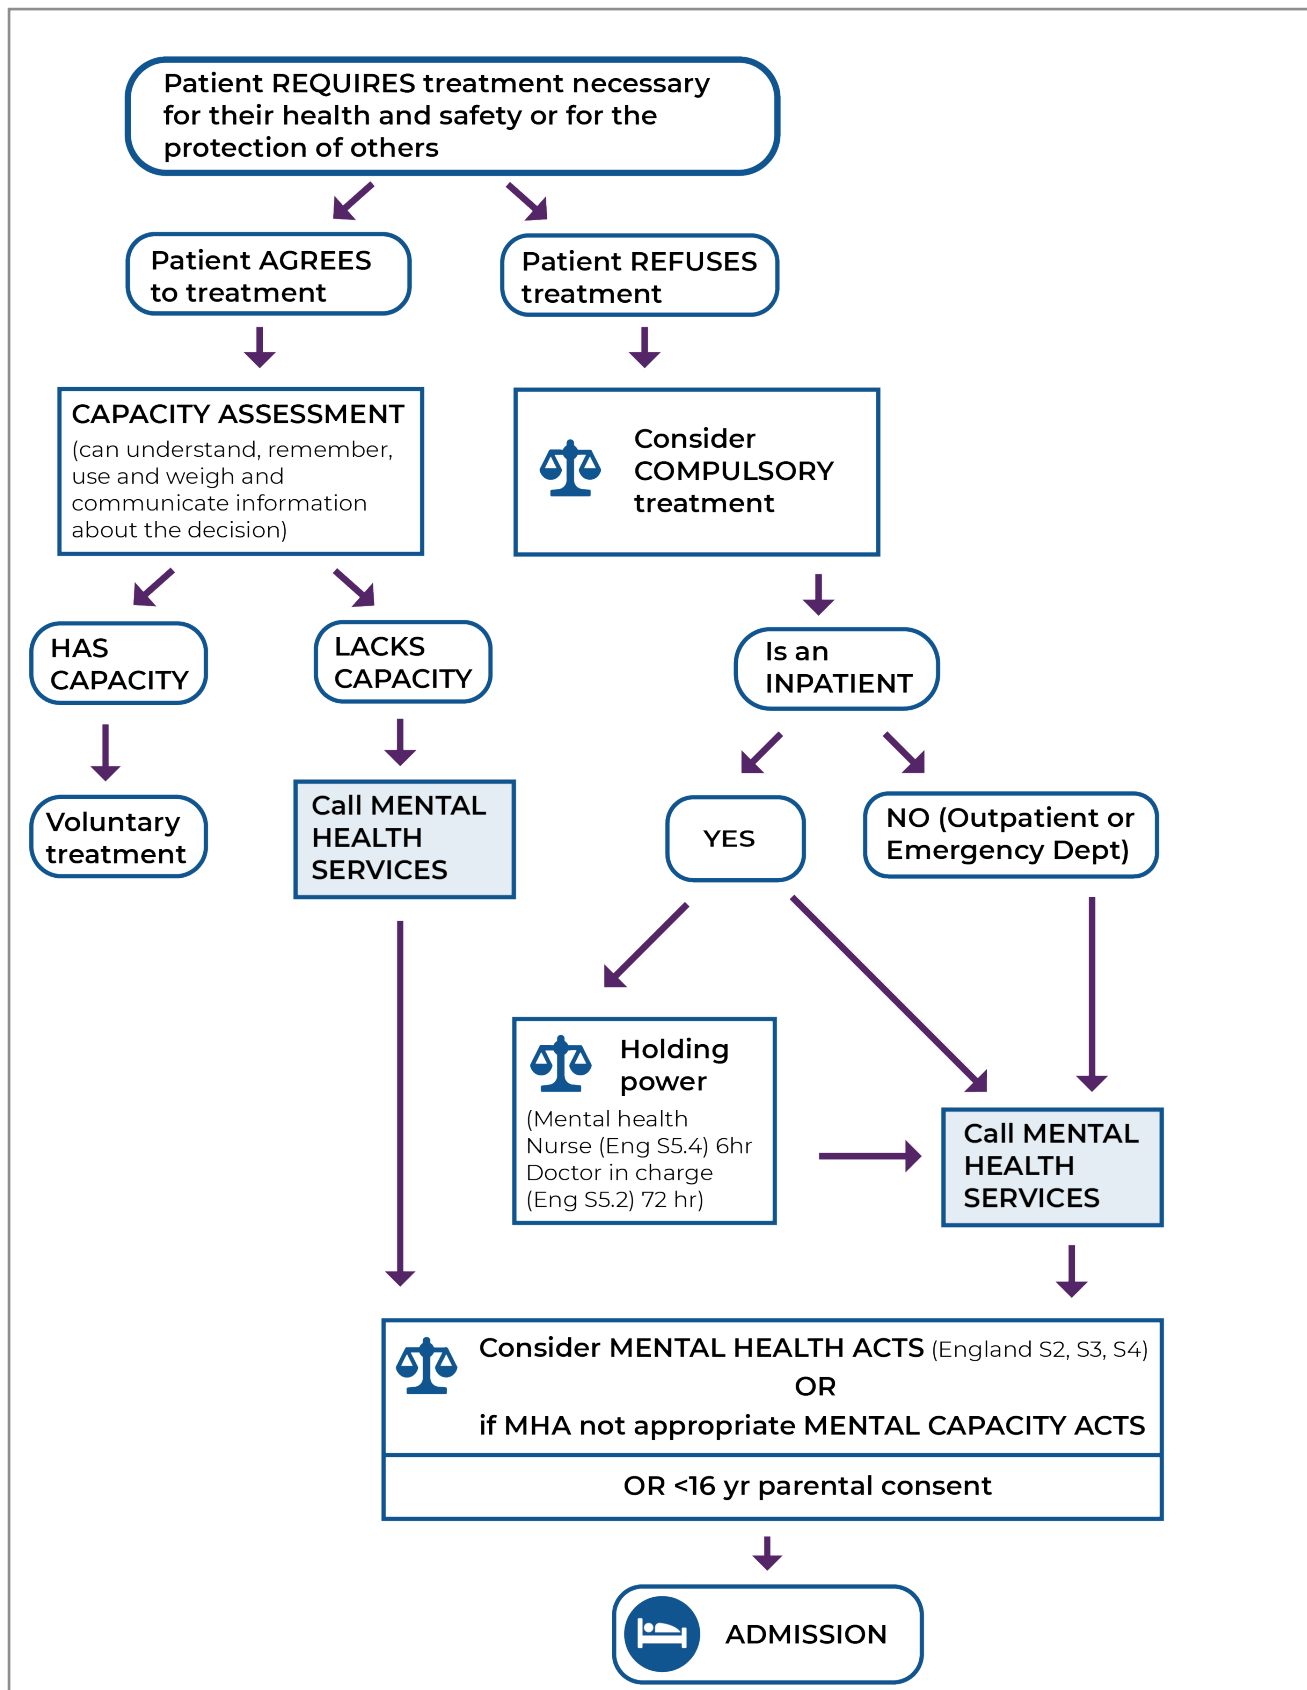 Patient REQUIRES treatment necessary
for their health and safety or for the
protection of others
Patient AGREES
to treatment
Patient REFUSES
treatment
CAPACITY ASSESSMENT
(can understand, remember,
use and weigh and
communicate information
about the decision)
Consider
COMPULSORY
treatment
HAS
CAPACITY
LACKS
CAPACITY
Is an
INPATIENT
Voluntary
treatment
Call MENTAL
HEALTH
SERVICES
YES
NO (Outpatient or
Emergency Dept)
Holding
power
(Mental health
Nurse (Eng S5.4) 6hr
Doctor in charge
(Eng S5.2) 72 hr)
Call MENTAL
HEALTH
SERVICES
Consider MENTAL HEALTH ACTS (England S2, S3, S4)
OR
if MHA not appropriate MENTAL CAPACITY ACTS
OR <16 yr parental consent
ADMISSION